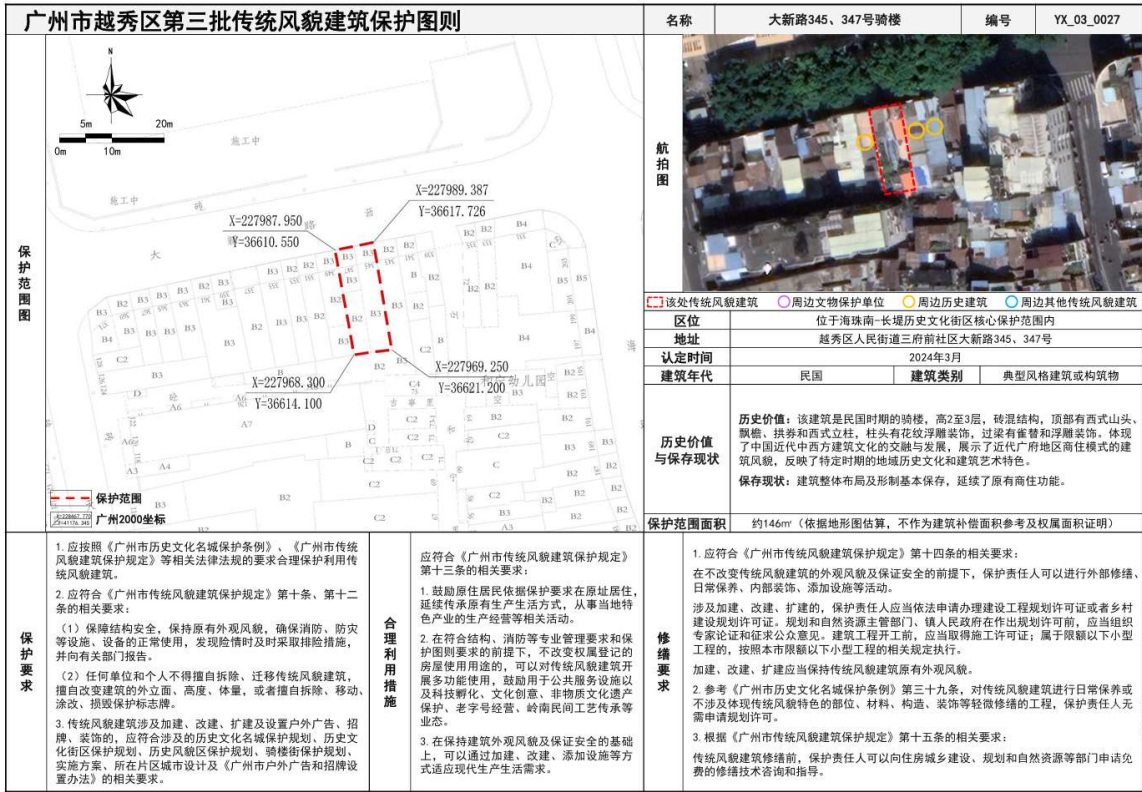 广州市越秀区第三批传统风貌建筑保护图则
名称
大新路345、347号骑楼
编号
YX_03_0027
保护范围图
N
5m
20m
0m
10m
施工中
施工中
X=227989.387
Y=36617.726
X=227987.950
Y=36610.550
X=227968.300
Y=36614.100
X=227969.250
Y=36621.200
大
路
幼儿园
保护范围
广州2000坐标
航拍图
该处传统风貌建筑
周边文物保护单位
周边历史建筑
周边其他传统风貌建筑
区位
位于海珠南-长堤历史文化街区核心保护范围内
地址
越秀区人民街道三府前社区大新路345、347号
认定时间
2024年3月
建筑年代
民国
建筑类别
典型风格建筑或构筑物
历史价值
与保存现状
历史价值：该建筑是民国时期的骑楼，高2至3层，砖混结构，顶部有西式山头、
飘檐、拱券和西式立柱，柱头有花纹浮雕装饰，过梁有雀替和浮雕装饰。体现
了中国近代中西方建筑文化的交融与发展，展示了近代广府地区商住模式的建
筑风貌，反映了特定时期的地域历史文化和建筑艺术特色。
保存现状：建筑整体布局及形制基本保存，延续了原有商住功能。
保护范围面积
约146㎡（依据地形图估算，不作为建筑补偿面积参考及权属面积证明）
保护要求
1.应按照《广州市历史文化名城保护条例》、《广州市传统
风貌建筑保护规定》等相关法律法规的要求合理保护利用
传统风貌建筑。
2.应符合《广州市传统风貌建筑保护规定》第十条、第十二
条的相关要求：
（1）保障结构安全，保持原有外观风貌，确保消防、防灾
等设施、设备的正常使用，发现险情时及时采取排险措施，
并向有关部门报告。
（2）任何单位和个人不得擅自拆除、迁移传统风貌建筑，
擅自改变建筑的外立面、高度、体量，或者擅自拆除、移动、
涂改、损毁保护标志牌。
3.传统风貌建筑涉及加建、改建、扩建及设置户外广告、招
牌、装饰的，应符合涉及的历史文化名城保护规划、历史文
化街区保护规划、历史风貌区保护规划、骑楼街保护规划、
实施方案、所在片区城市设计及《广州市户外广告和招牌设
置办法》的相关要求。
合理利用措施
应符合《广州市传统风貌建筑保护规定》
第十三条的相关要求：
1.鼓励原住居民依据保护要求在原址居住，
延续传承原有生产生活方式，从事当地特
色产业的生产经营等相关活动。
2.在符合结构、消防等专业管理要求和保
护图则要求的前提下，不改变权属登记的
房屋使用用途的，可以对传统风貌建筑开
展多功能使用，鼓励用于公共服务设施以
及科技孵化、文化创意、非物质文化遗产
保护、老字号经营、岭南民间工艺传承等
业态。
3.在保持建筑外观风貌及保证安全的基础
上，可以通过加建、改建、添加设施等方
式适应现代生产生活需求。
修缮要求
1.应符合《广州市传统风貌建筑保护规定》第十四条的相关要求：
在不改变传统风貌建筑的外观风貌及保证安全的前提下，保护责任人可以进行外部修缮、
日常保养、内部装饰、添加设施等活动。
涉及加建、改建、扩建的，保护责任人应当依法申请办理建设工程规划许可证或者乡村
建设规划许可证。规划和自然资源主管部门、镇人民政府在作出规划许可前，应当组织
专家论证和征求公众意见。建筑工程开工前，应当取得施工许可证；属于限额以下小型
工程的，按照本市限额以下小型工程的相关规定执行。
加建、改建、扩建应当保持传统风貌建筑原有外观风貌。
2.参考《广州市历史文化名城保护条例》第三十九条，对传统风貌建筑进行日常保养或
不涉及体现传统风貌特色的部位、材料、构造、装饰等轻微修缮的工程，保护责任人无
需申请规划许可。
3.根据《广州市传统风貌建筑保护规定》第十五条的相关要求：
传统风貌建筑修缮前，保护责任人可以向住房城乡建设、规划和自然资源等部门申请免
费的修缮技术咨询和指导。